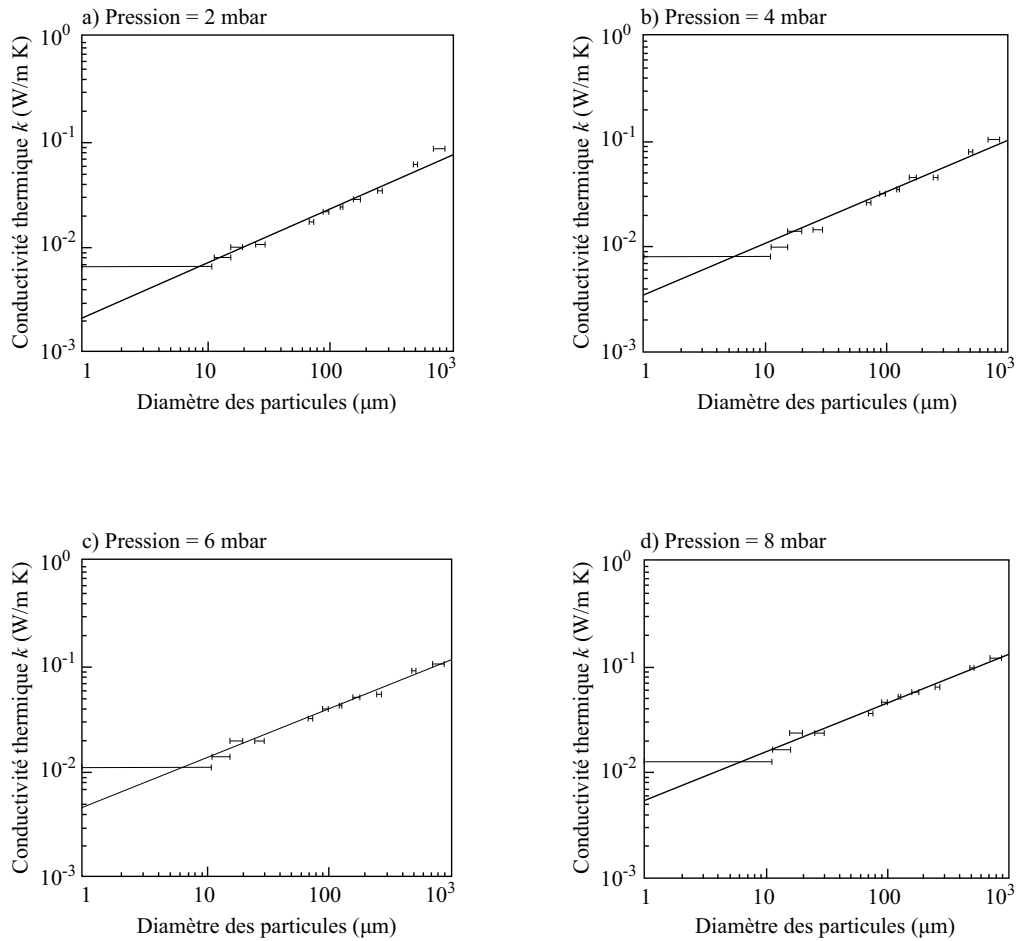 a) Pression = 2 mbar
Conductivité thermique k (W/m K)
10^0
10^-1
10^-2
10^-3
1 10 100 10^3
Diamètre des particules (μm)
b) Pression = 4 mbar
Conductivité thermique k (W/m K)
10^0
10^-1
10^-2
10^-3
1 10 100 10^3
Diamètre des particules (μm)
c) Pression = 6 mbar
Conductivité thermique k (W/m K)
10^0
10^-1
10^-2
10^-3
1 10 100 10^3
Diamètre des particules (μm)
d) Pression = 8 mbar
Conductivité thermique k (W/m K)
10^0
10^-1
10^-2
10^-3
1 10 100 10^3
Diamètre des particules (μm)